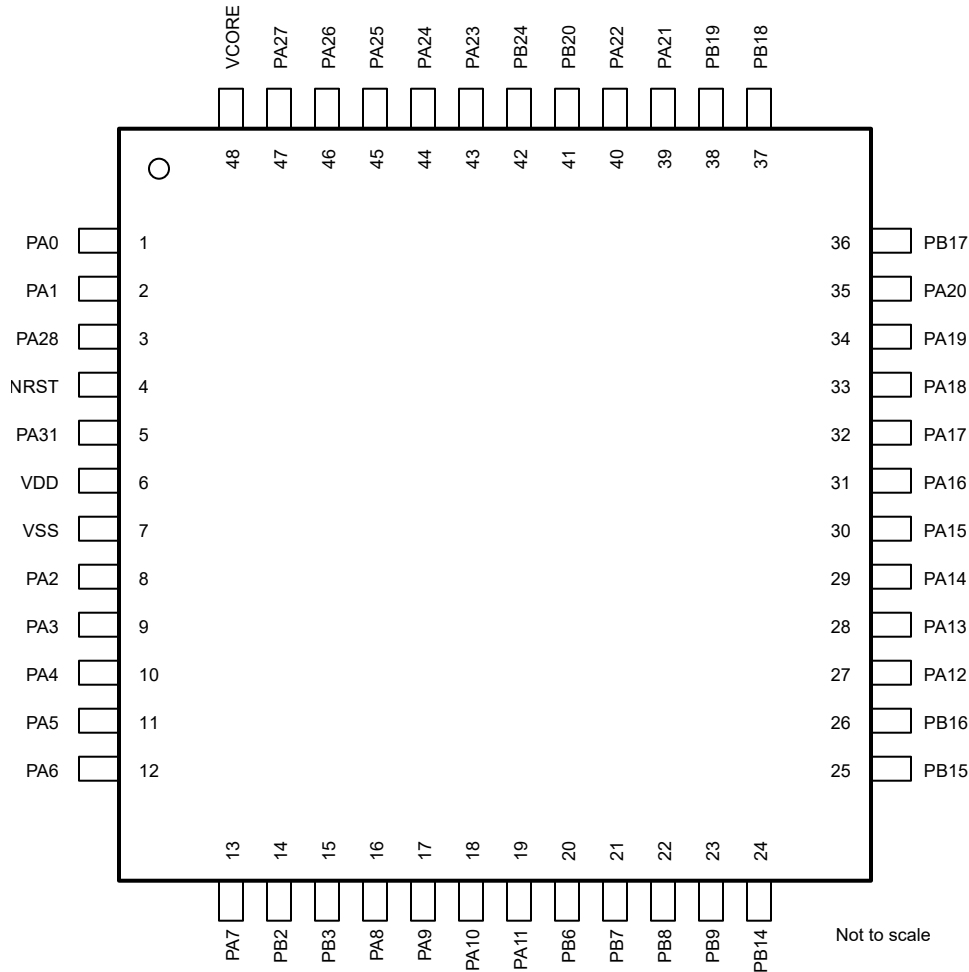 VCORE PA27 PA26 PA25 PA24 PA23 PB24 PB20 PA22 PA21 PB19 PB18
48 47 46 45 44 43 42 41 40 39 38 37
PA0 1 36 PB17
PA1 2 35 PA20
PA28 3 34 PA19
NRST 4 33 PA18
PA31 5 32 PA17
VDD 6 31 PA16
VSS 7 30 PA15
PA2 8 29 PA14
PA3 9 28 PA13
PA4 10 27 PA12
PA5 11 26 PB16
PA6 12 25 PB15
13 14 15 16 17 18 19 20 21 22 23 24
PA7 PB2 PB3 PA8 PA9 PA10 PA11 PB6 PB7 PB8 PB9 PB14
Not to scale